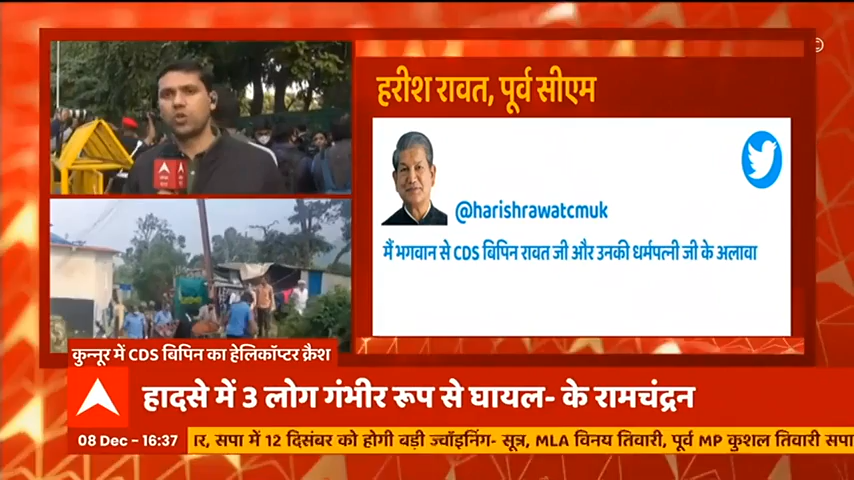 हरीश रावत, पूर्व सीएम
@harishrawatcmuk
मैं भगवान से CDS बिपिन रावत जी और उनकी धर्मपत्नी जी के अलावा
कुन्नूर में CDS बिपिन का हेलिकॉप्टर क्रैश
हादसे में 3 लोग गंभीर रूप से घायल- के रामचंद्रन
08 Dec - 16:37
सपा में 12 दिसंबर को होगी बड़ी ज्वॉइनिंग- सूत्र, MLA विनय तिवारी, पूर्व MP कुशल तिवारी सपा